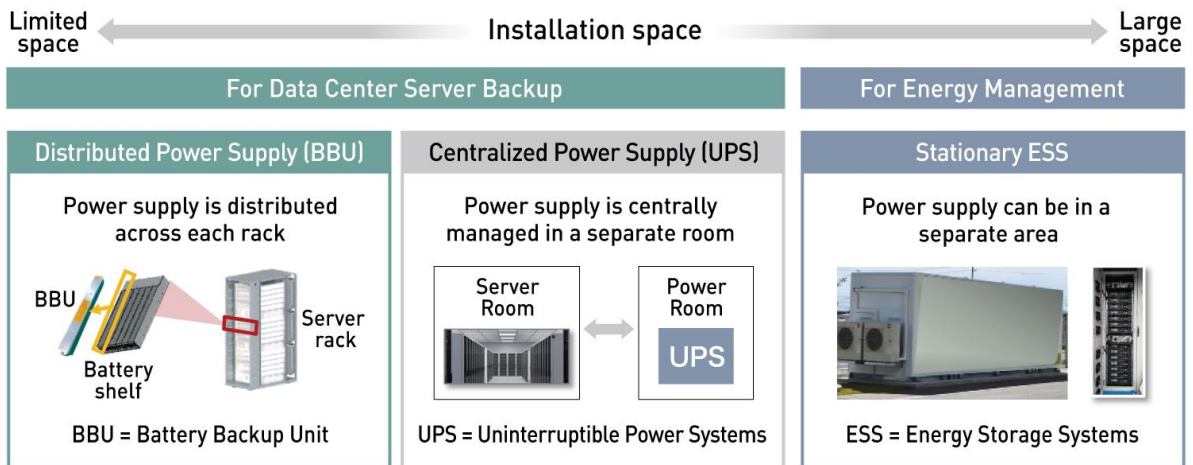 Limited
space
Installation space
Large
space
For Data Center Server Backup
For Energy Management
Distributed Power Supply (BBU)
Power supply is distributed
across each rack
BBU
Battery
shelf
Server
rack
BBU = Battery Backup Unit
Centralized Power Supply (UPS)
Power supply is centrally
managed in a separate room
Server
Room
Power
Room
UPS
UPS = Uninterruptible Power Systems
Stationary ESS
Power supply can be in a
separate area
ESS = Energy Storage Systems